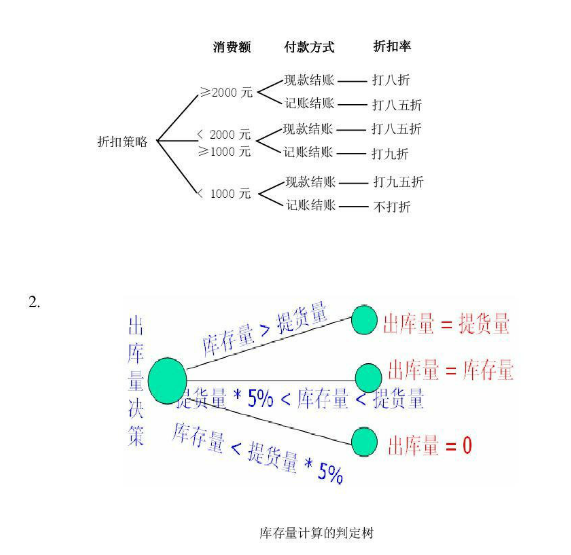 消费额 付款方式 折扣率
现款结账 打八折
≥2000 元
记账结账 打八五折
< 2000 元 现款结账 打八五折
折扣策略
≥1000 元 记账结账 打九折
现款结账 打九五折
< 1000 元
记账结账 不打折
2.
出库量决策
库存量 > 提货量
出库量 = 提货量
出库量 = 库存量
提货量 * 5% < 库存量 < 提货量
库存量 < 提货量 * 5%
出库量 = 0
库存量计算的判定树